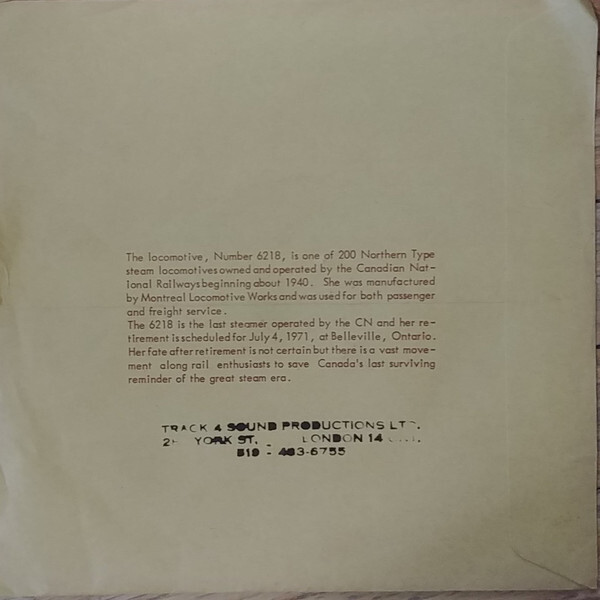 The locomotive, Number 6218, is one of 200 Northern Type
steam locomotives owned and operated by the Canadian Nat-
ional Railways beginning about 1940. She was manufactured
by Montreal Locomotive Works and was used for both passenger
and freight service.
The 6218 is the last steamer operated by the CN and her re-
tirement is scheduled for July 4, 1971, at Belleville, Ontario.
Her fate after retirement is not certain but there is a vast move-
ment along rail enthusiasts to save Canada's last surviving
reminder of the great steam era.
TRACK 4 SOUND PRODUCTIONS LTD.
YORK ST. LONDON 14
519 - 433-6755